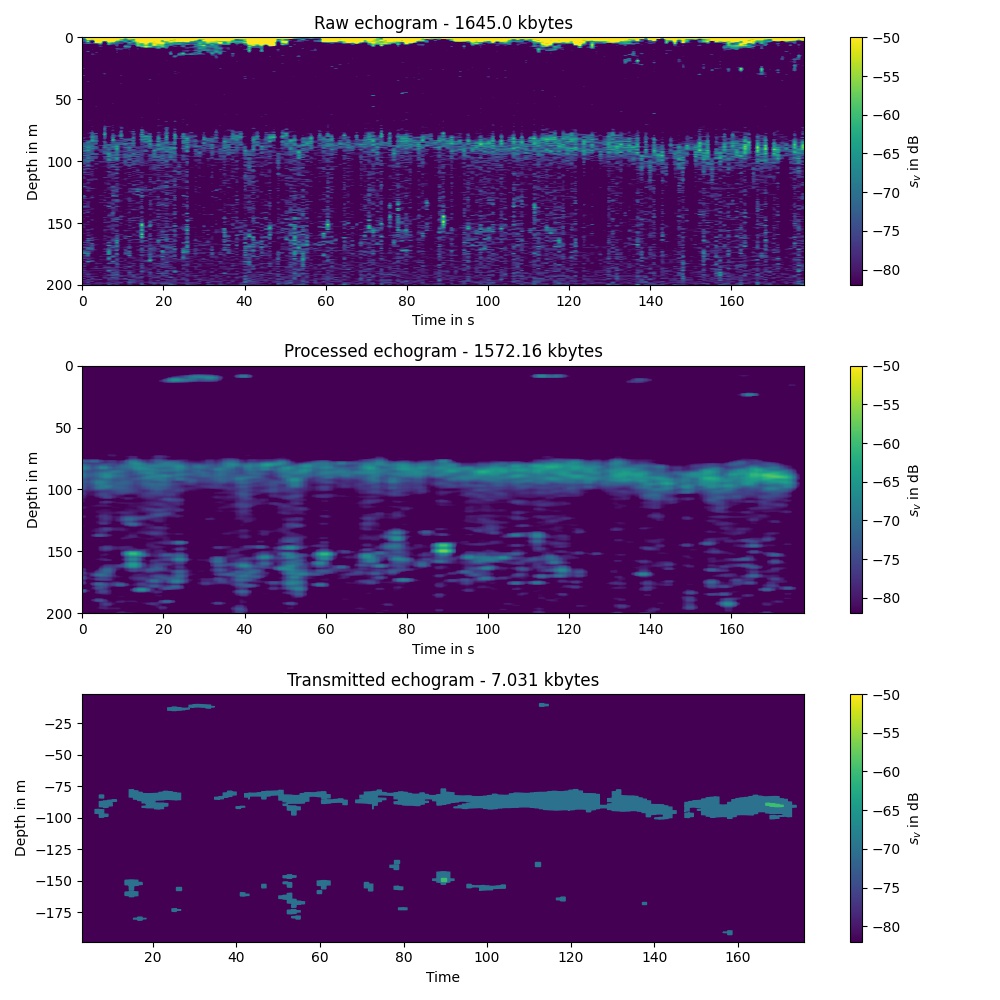 Raw echogram - 1645.0 kbytes
0
50
100
150
200
Depth in m
0 20 40 60 80 100 120 140 160
Time in s
−50
−55
−60
−65
−70
−75
−80
s_v in dB
Processed echogram - 1572.16 kbytes
0
50
100
150
200
Depth in m
0 20 40 60 80 100 120 140 160
Time in s
−50
−55
−60
−65
−70
−75
−80
s_v in dB
Transmitted echogram - 7.031 kbytes
−25
−50
−75
−100
−125
−150
−175
Depth in m
20 40 60 80 100 120 140 160
Time
−50
−55
−60
−65
−70
−75
−80
s_v in dB